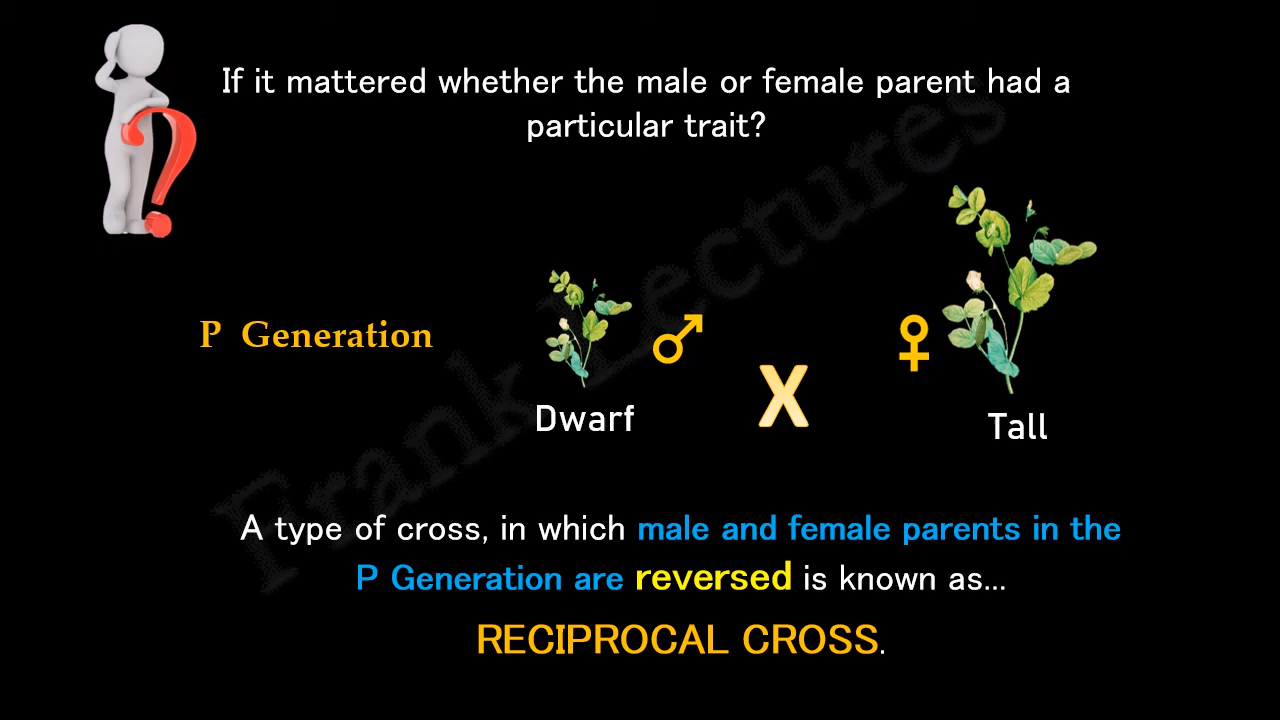 If it mattered whether the male or female parent had a
particular trait?
Frank Lectures
P Generation
♂
♀
X
Dwarf
Tall
A type of cross, in which male and female parents in the
P Generation are reversed is known as...
RECIPROCAL CROSS.